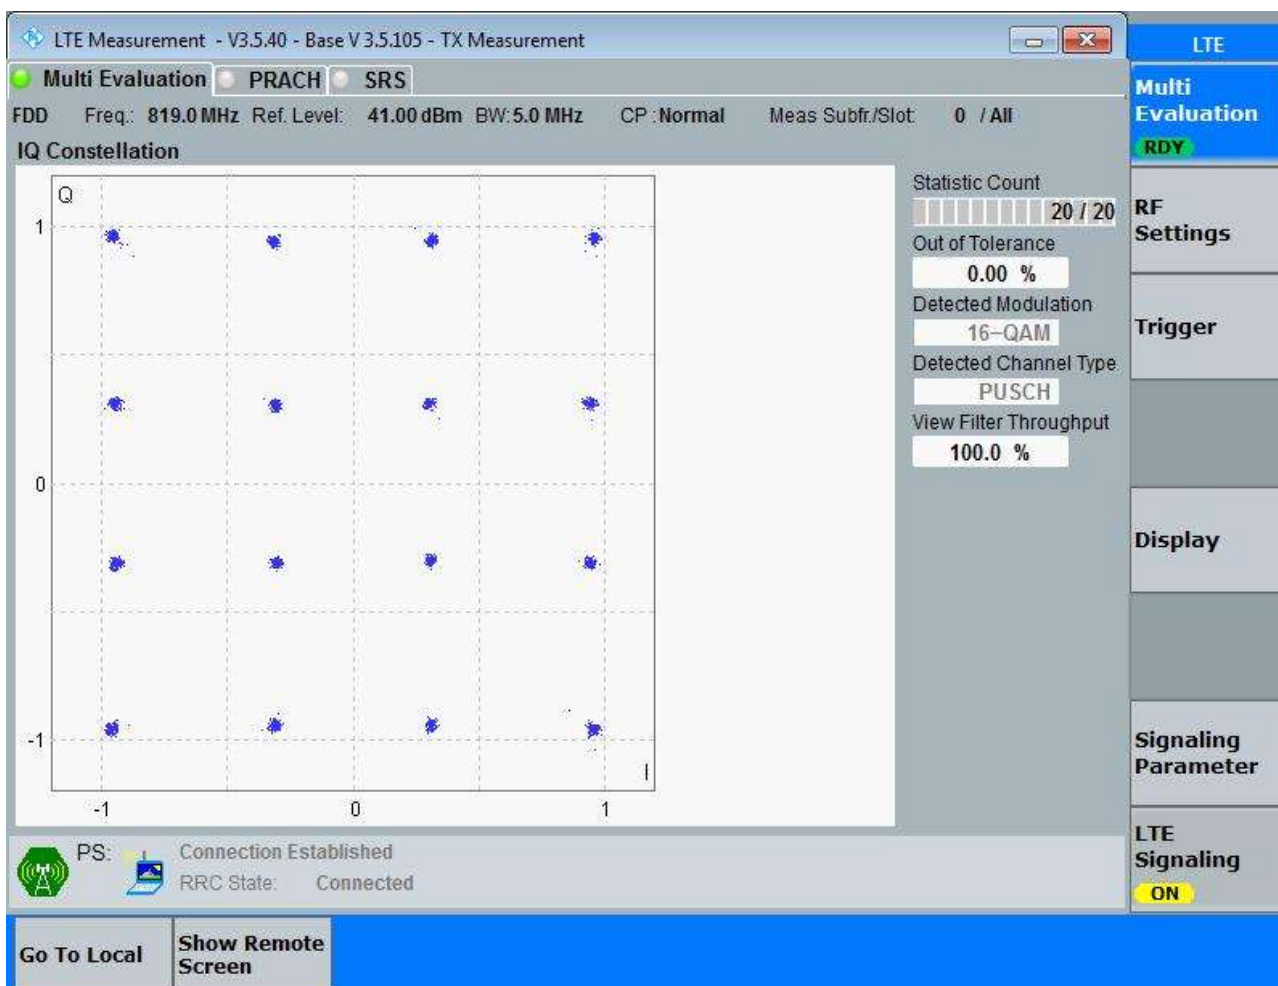 LTE Measurement - V3.5.40 - Base V 3.5.105 - TX Measurement
LTE
Multi Evaluation PRACH SRS
FDD Freq.: 819.0 MHz Ref. Level: 41.00 dBm BW: 5.0 MHz CP : Normal Meas Subfr./Slot: 0 / All
IQ Constellation
Q
1
0
-1
I
-1 0 1
Statistic Count
20 / 20
Out of Tolerance
0.00 %
Detected Modulation
16-QAM
Detected Channel Type
PUSCH
View Filter Throughput
100.0 %
Multi
Evaluation
RDY
RF
Settings
Trigger
Display
Signaling
Parameter
LTE
Signaling
ON
PS: Connection Established
RRC State: Connected
Go To Local
Show Remote
Screen